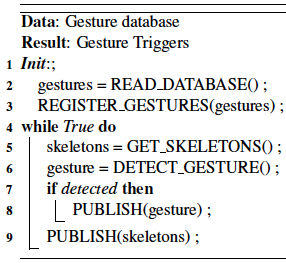 Data: Gesture database
Result: Gesture Triggers
1 Init:;
2 gestures = READ_DATABASE() ;
3 REGISTER_GESTURES(gestures) ;
4 while True do
5 skeletons = GET_SKELETONS() ;
6 gesture = DETECT_GESTURE() ;
7 if detected then
8 PUBLISH(gesture) ;
9 PUBLISH(skeletons) ;